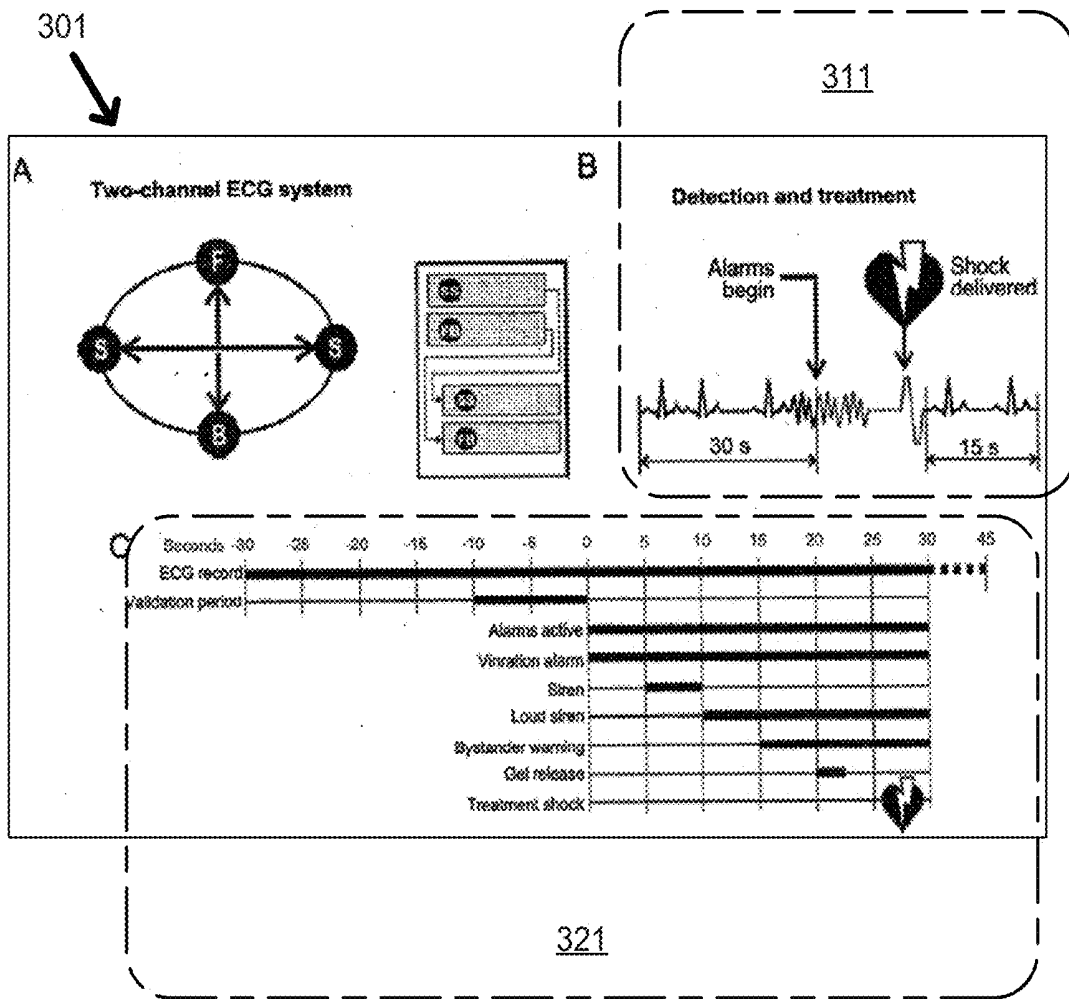 301
311
A
Two-channel ECG system
F
S
S
B
B
Detection and treatment
Alarms
begin
Shock
delivered
30 s
15 s
C
Seconds -30 -25 -20 -15 -10 -5 0 5 10 15 20 25 30 45
ECG record
Validation period
Alarms active
Vinration alarm
Siren
Loud siren
Bystander warning
Gel release
Treatment shock
321